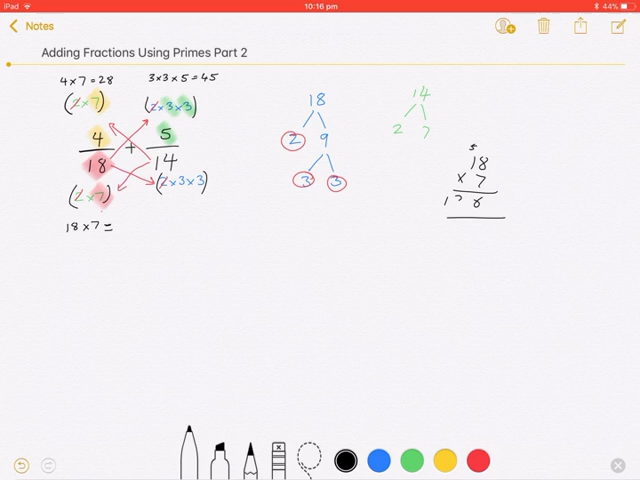 iPad 10:16 pm 44%
Notes
Adding Fractions Using Primes Part 2
4 x 7 = 28 3 x 3 x 5 = 45
(2 x 7) (2 x 3 x 3)
4 + 5
18 14
(2 x 7) (2 x 3 x 3)
18 x 7 =
18
2 9
3 3
14
2 7
5
18
x 7
12 6